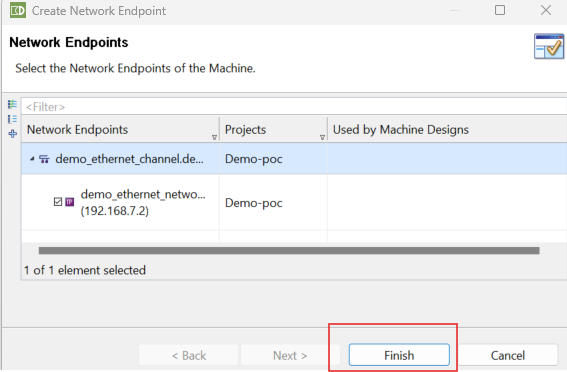 Create Network Endpoint
Network Endpoints
Select the Network Endpoints of the Machine.
<Filter>
Network Endpoints Projects Used by Machine Designs
demo_ethernet_channel.de... Demo-poc
demo_ethernet_netwo...
(192.168.7.2) Demo-poc
1 of 1 element selected
< Back Next > Finish Cancel